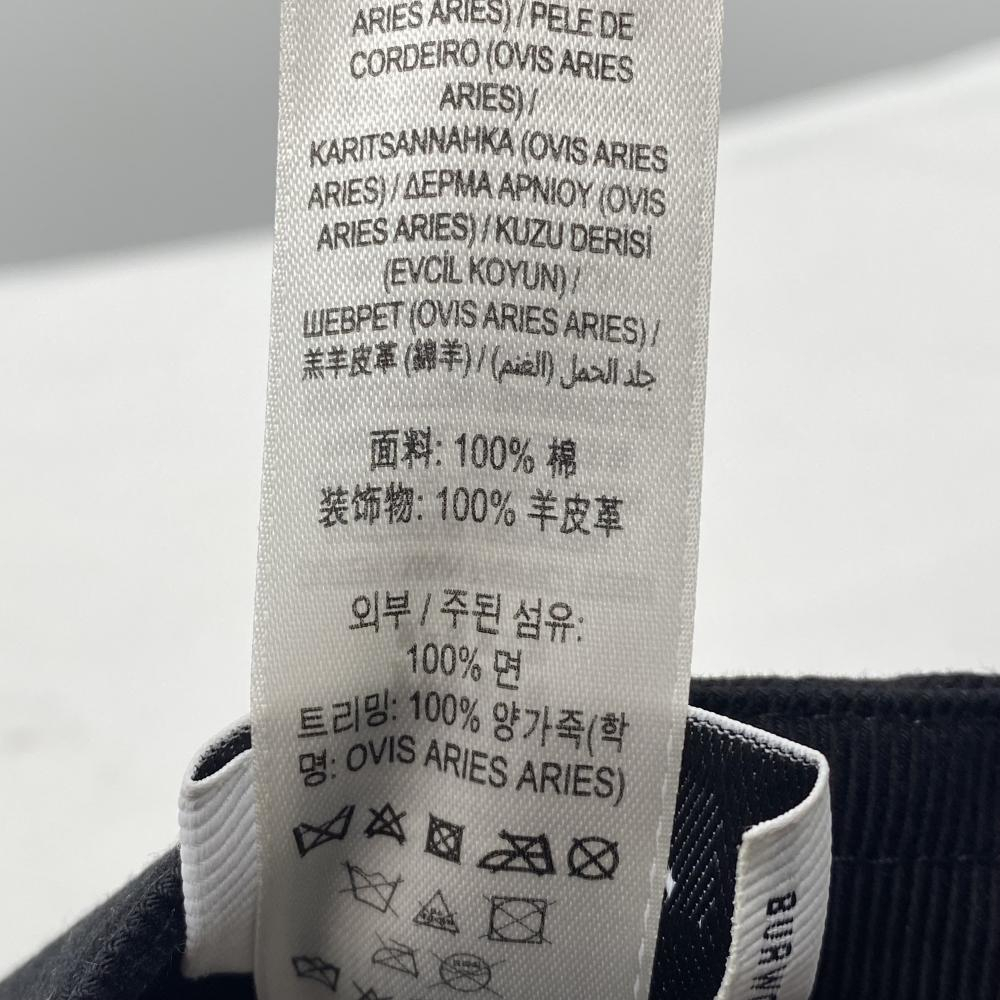 ARIES ARIES) / PELE DE
CORDEIRO (OVIS ARIES
ARIES) /
KARITSANNAHKA (OVIS ARIES
ARIES) / ΔΕΡΜΑ ΑΡΝΙΟΥ (OVIS
ARIES ARIES) / KUZU DERISİ
(EVCİL KOYUN) /
ШЕВРЕТ (OVIS ARIES ARIES) /
羔羊皮革 (綿羊) / جلد الحمل (الغنم)
面料: 100% 棉
装饰物: 100% 羊皮革
외부 / 주된 섬유:
100% 면
트리밍: 100% 양가죽(학
명: OVIS ARIES ARIES)